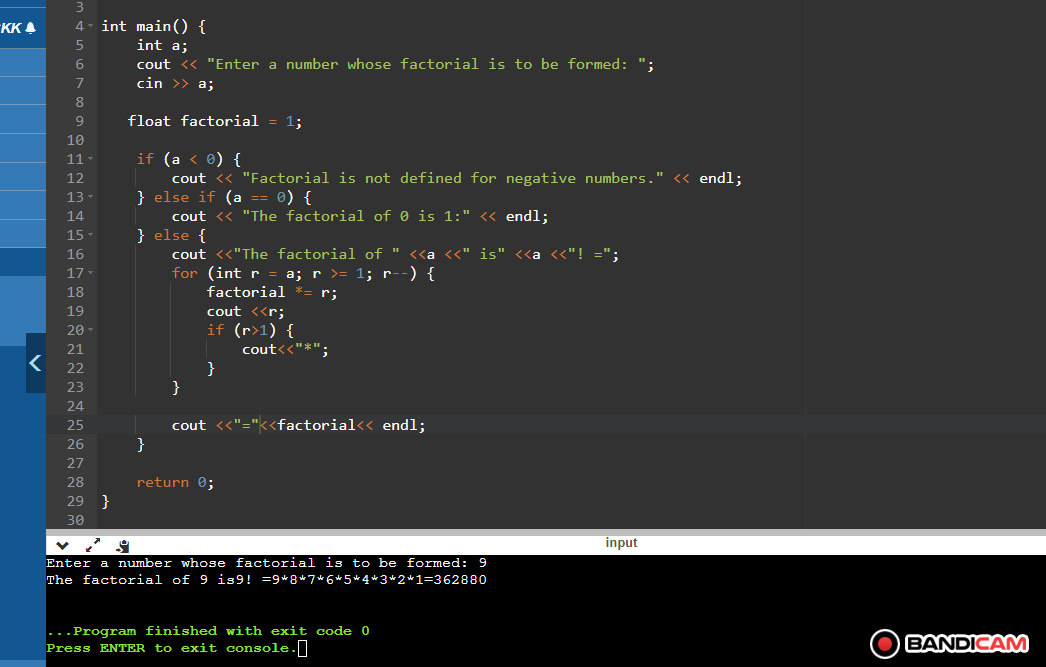 KK
3
4 int main() {
5 int a;
6 cout << "Enter a number whose factorial is to be formed: ";
7 cin >> a;
8
9 float factorial = 1;
10
11 if (a < 0) {
12 cout << "Factorial is not defined for negative numbers." << endl;
13 } else if (a == 0) {
14 cout << "The factorial of 0 is 1:" << endl;
15 } else {
16 cout <<"The factorial of " <<a <<" is" <<a <<"! =";
17 for (int r = a; r >= 1; r--) {
18 factorial *= r;
19 cout <<r;
20 if (r>1) {
21 cout<<"*";
22 }
23 }
24
25 cout <<"="<<factorial<< endl;
26 }
27
28 return 0;
29 }
30
input
Enter a number whose factorial is to be formed: 9
The factorial of 9 is9! =9*8*7*6*5*4*3*2*1=362880
...Program finished with exit code 0
Press ENTER to exit console.
BANDICAM